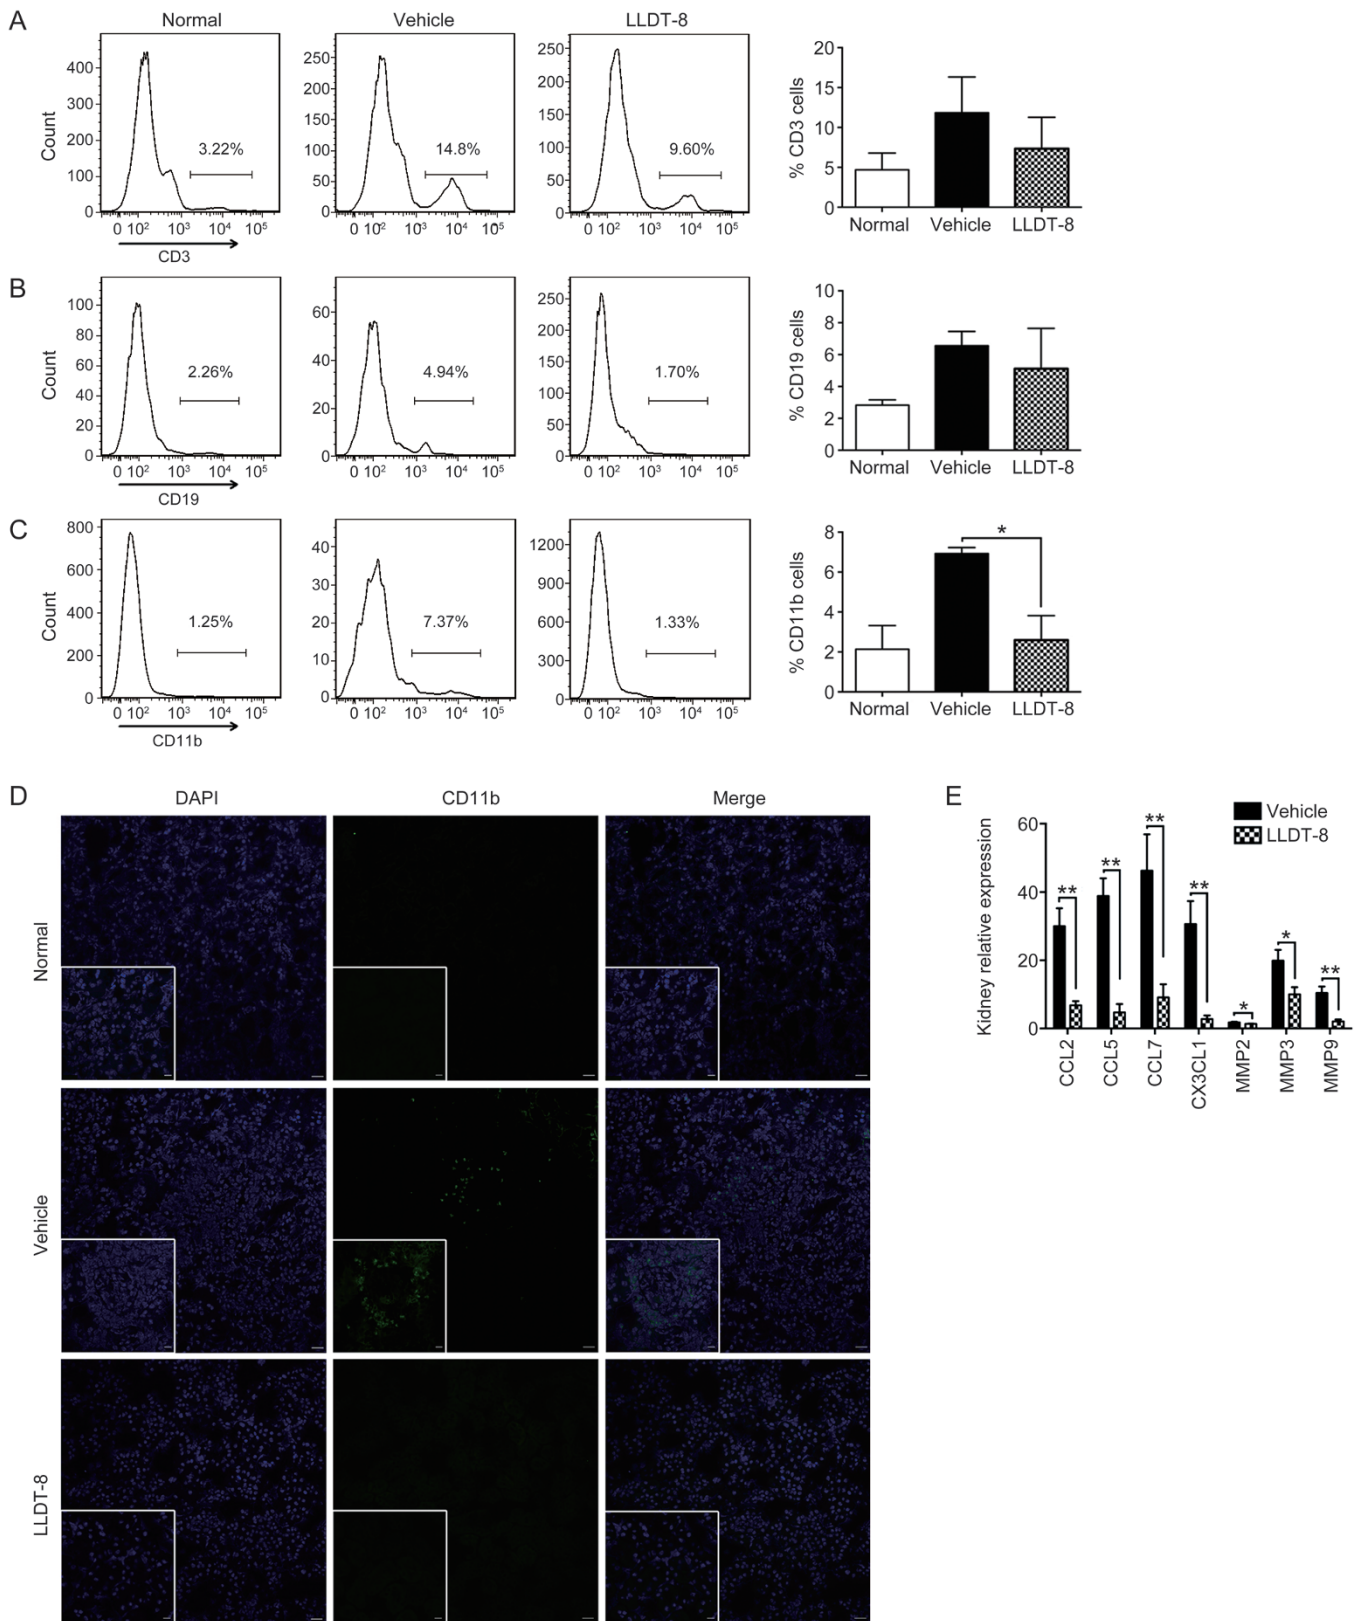 A
Normal
Vehicle
LLDT-8
Count
400
300
200
100
0
3.22%
0 10² 10³ 10⁴ 10⁵
CD3
250
200
150
100
50
0
14.8%
0 10² 10³ 10⁴ 10⁵
250
200
150
100
50
0
9.60%
0 10² 10³ 10⁴ 10⁵
% CD3 cells
20
15
10
5
0
Normal Vehicle LLDT-8
B
Count
100
80
60
40
20
0
2.26%
0 10² 10³ 10⁴ 10⁵
CD19
60
40
20
0
4.94%
0 10² 10³ 10⁴ 10⁵
250
200
150
100
50
0
1.70%
0 10² 10³ 10⁴ 10⁵
% CD19 cells
10
8
6
4
2
0
Normal Vehicle LLDT-8
C
Count
800
600
400
200
0
1.25%
0 10² 10³ 10⁴ 10⁵
CD11b
40
30
20
10
0
7.37%
0 10² 10³ 10⁴ 10⁵
1200
900
600
300
0
1.33%
0 10² 10³ 10⁴ 10⁵
% CD11b cells
8
6
4
2
0
*
Normal Vehicle LLDT-8
D
DAPI
CD11b
Merge
Normal
Vehicle
LLDT-8
E
Vehicle
LLDT-8
Kidney relative expression
60
40
20
0
**
**
**
**
*
*
**
CCL2
CCL5
CCL7
CX3CL1
MMP2
MMP3
MMP9